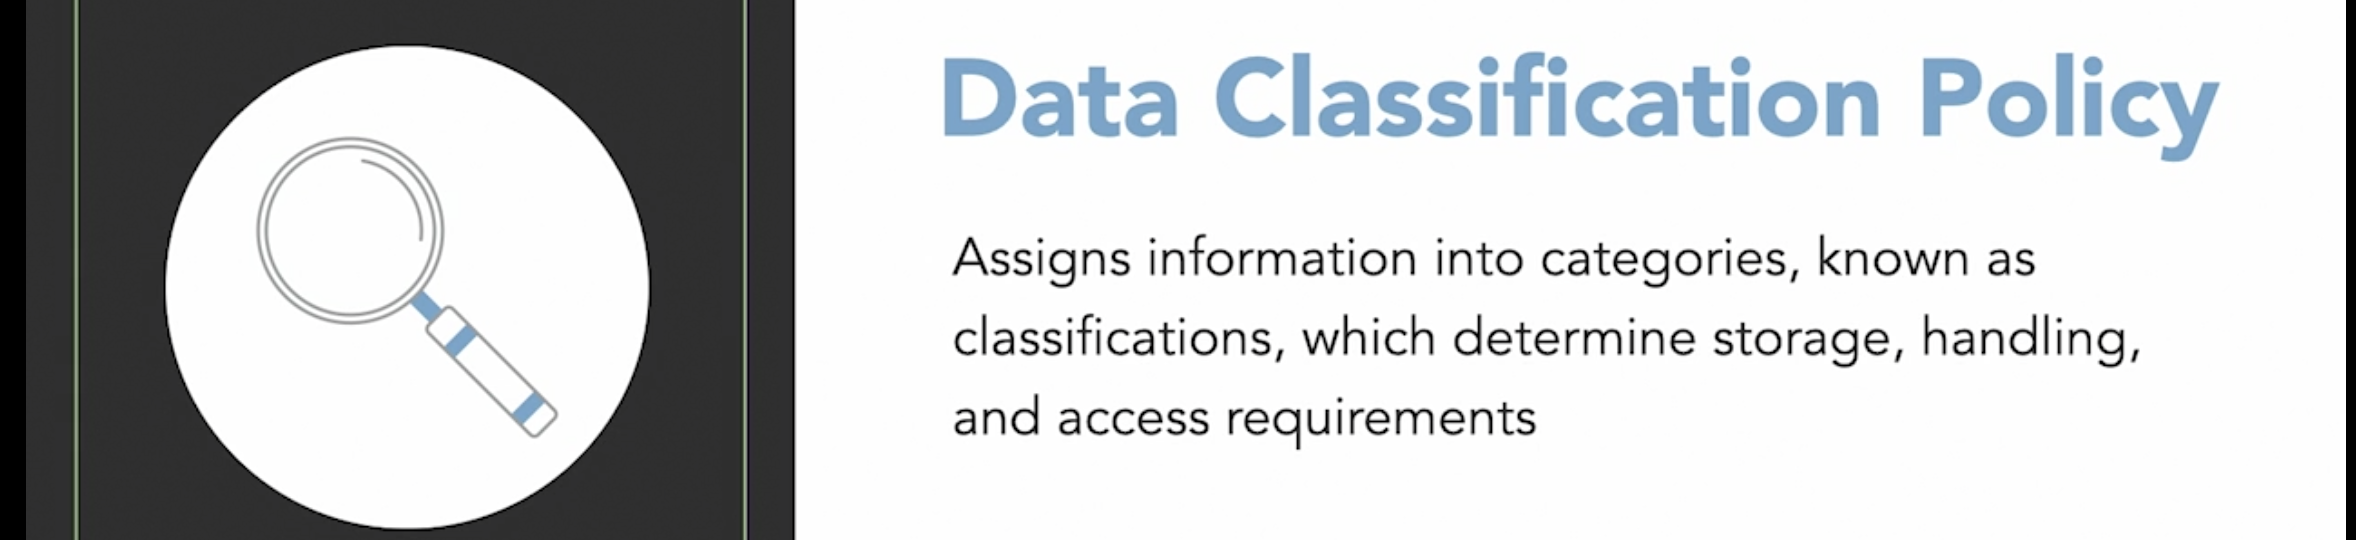 Data Classification Policy
Assigns information into categories, known as
classifications, which determine storage, handling,
and access requirements